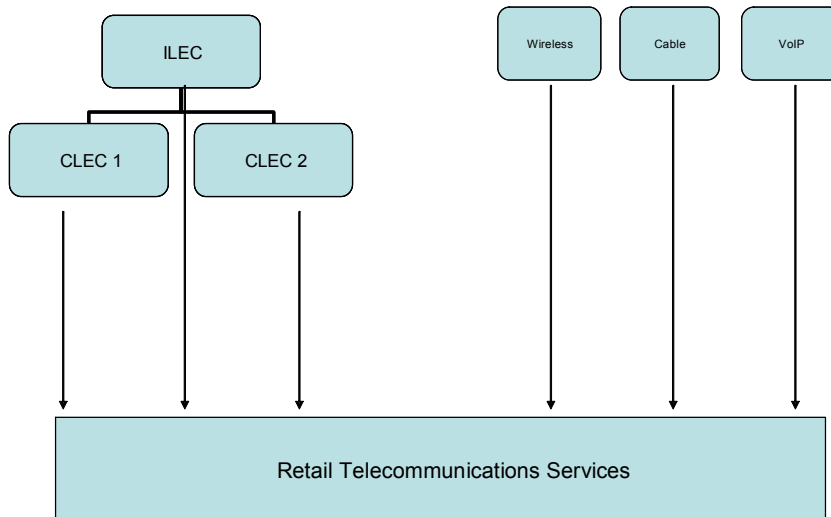 ILEC
Wireless
Cable
VoIP
CLEC 1
CLEC 2
Retail Telecommunications Services